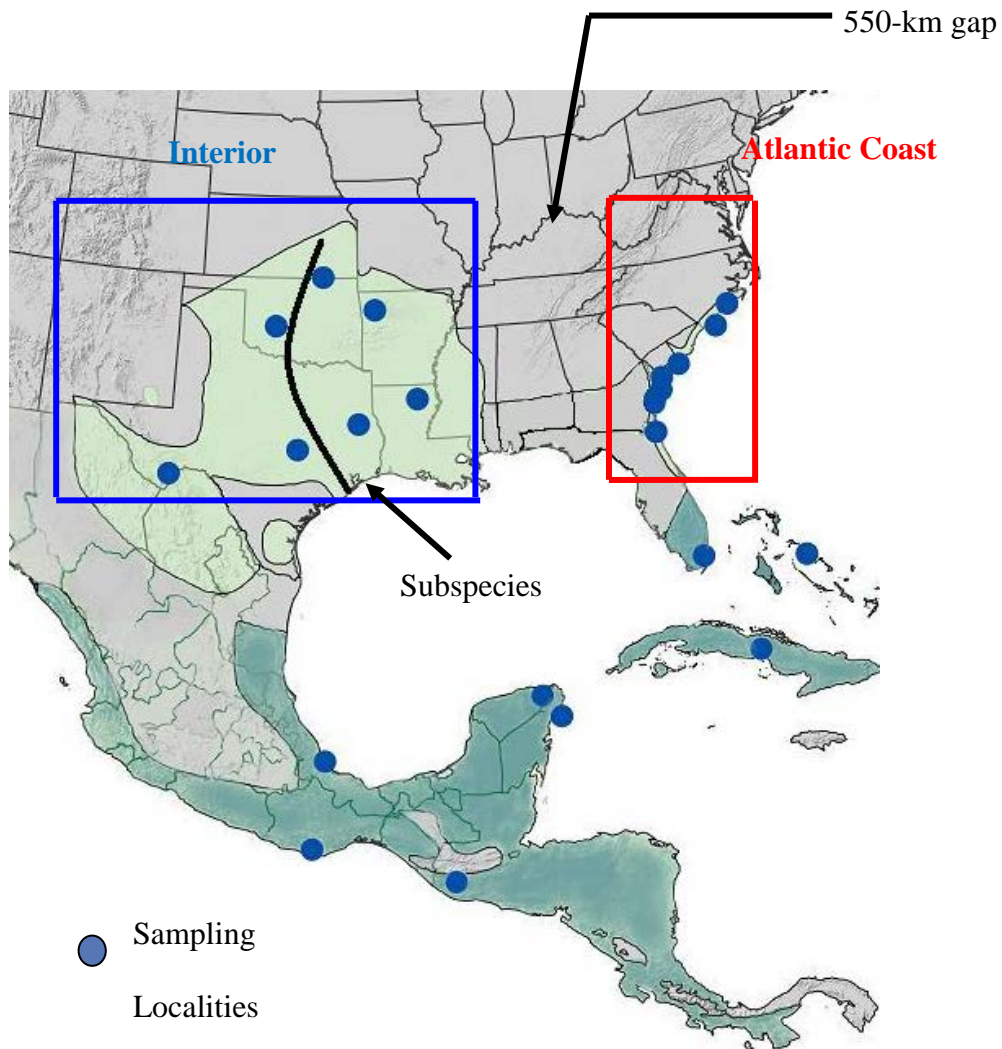 550-km gap
Interior
Atlantic Coast
Subspecies
Sampling
Localities